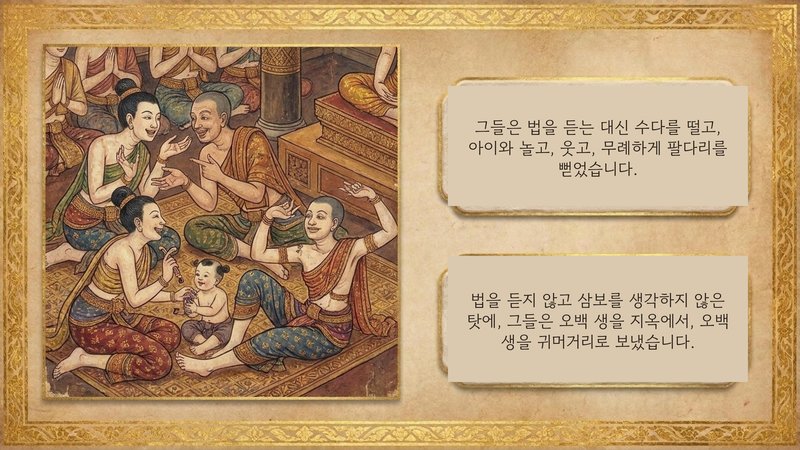 그들은 법을 듣는 대신 수다를 떨고,
아이와 놀고, 웃고, 무례하게 팔다리를
뻗었습니다.
법을 듣지 않고 삼보를 생각하지 않은
탓에, 그들은 오백 생을 지옥에서, 오백
생을 귀머거리로 보냈습니다.